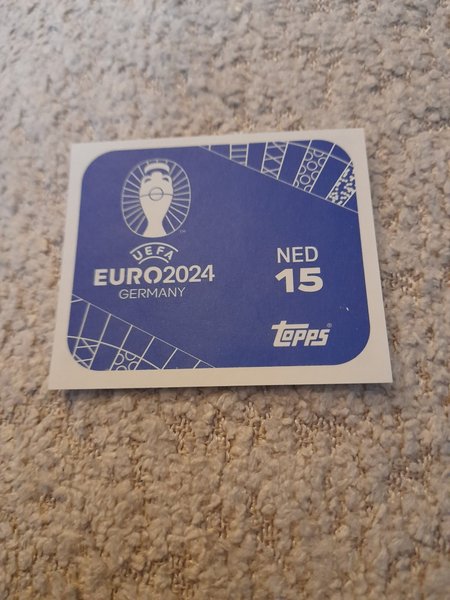 UEFA
EURO2024
GERMANY
NED
15
topps®